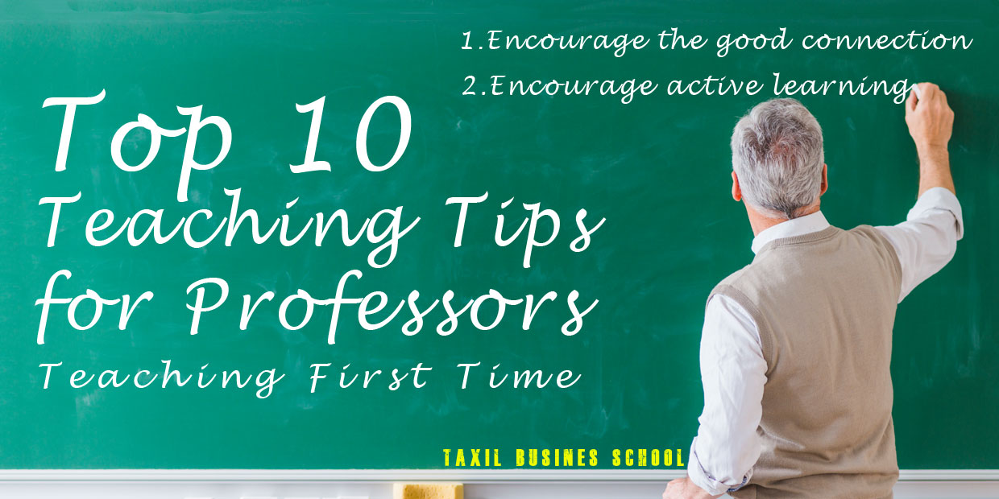 1.Encourage the good connection
2.Encourage active learning
Top 10
Teaching Tips
for Professors
Teaching First Time
TAXIL BUSINES SCHOOL